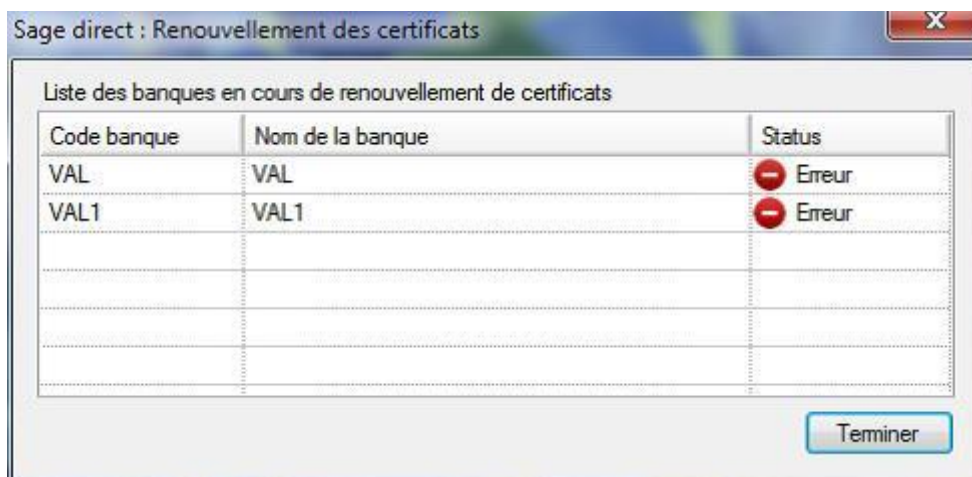 Sage direct : Renouvellement des certificats
Liste des banques en cours de renouvellement de certificats
Code banque Nom de la banque Status
VAL VAL Erreur
VAL1 VAL1 Erreur
Terminer